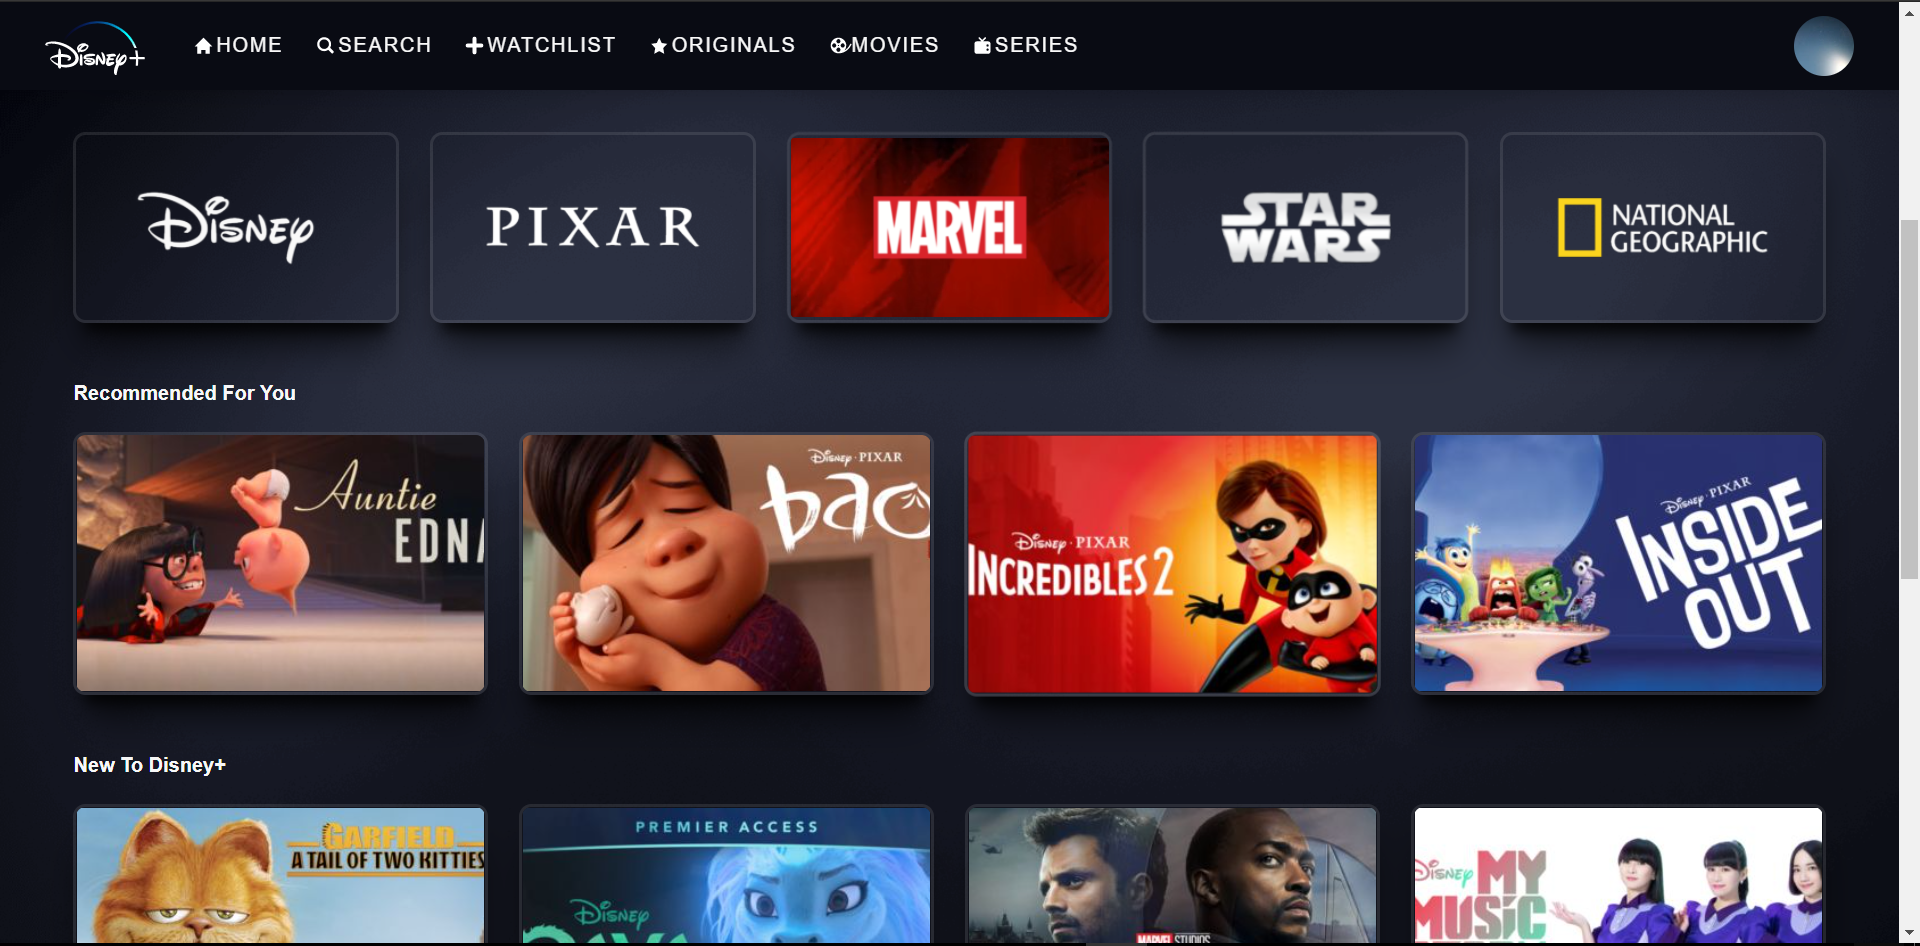 Disney+
HOME
SEARCH
WATCHLIST
ORIGINALS
MOVIES
SERIES
Disney
PIXAR
MARVEL
STAR
WARS
NATIONAL
GEOGRAPHIC
Recommended For You
Auntie
EDNA
Disney·PIXAR
bao
Disney·PIXAR
INCREDIBLES 2
Disney·PIXAR
INSIDE
OUT
New To Disney+
GARFIELD
A TAIL OF TWO KITTIES
PREMIER ACCESS
Disney
MARVEL STUDIOS
Disney MY
MUSIC